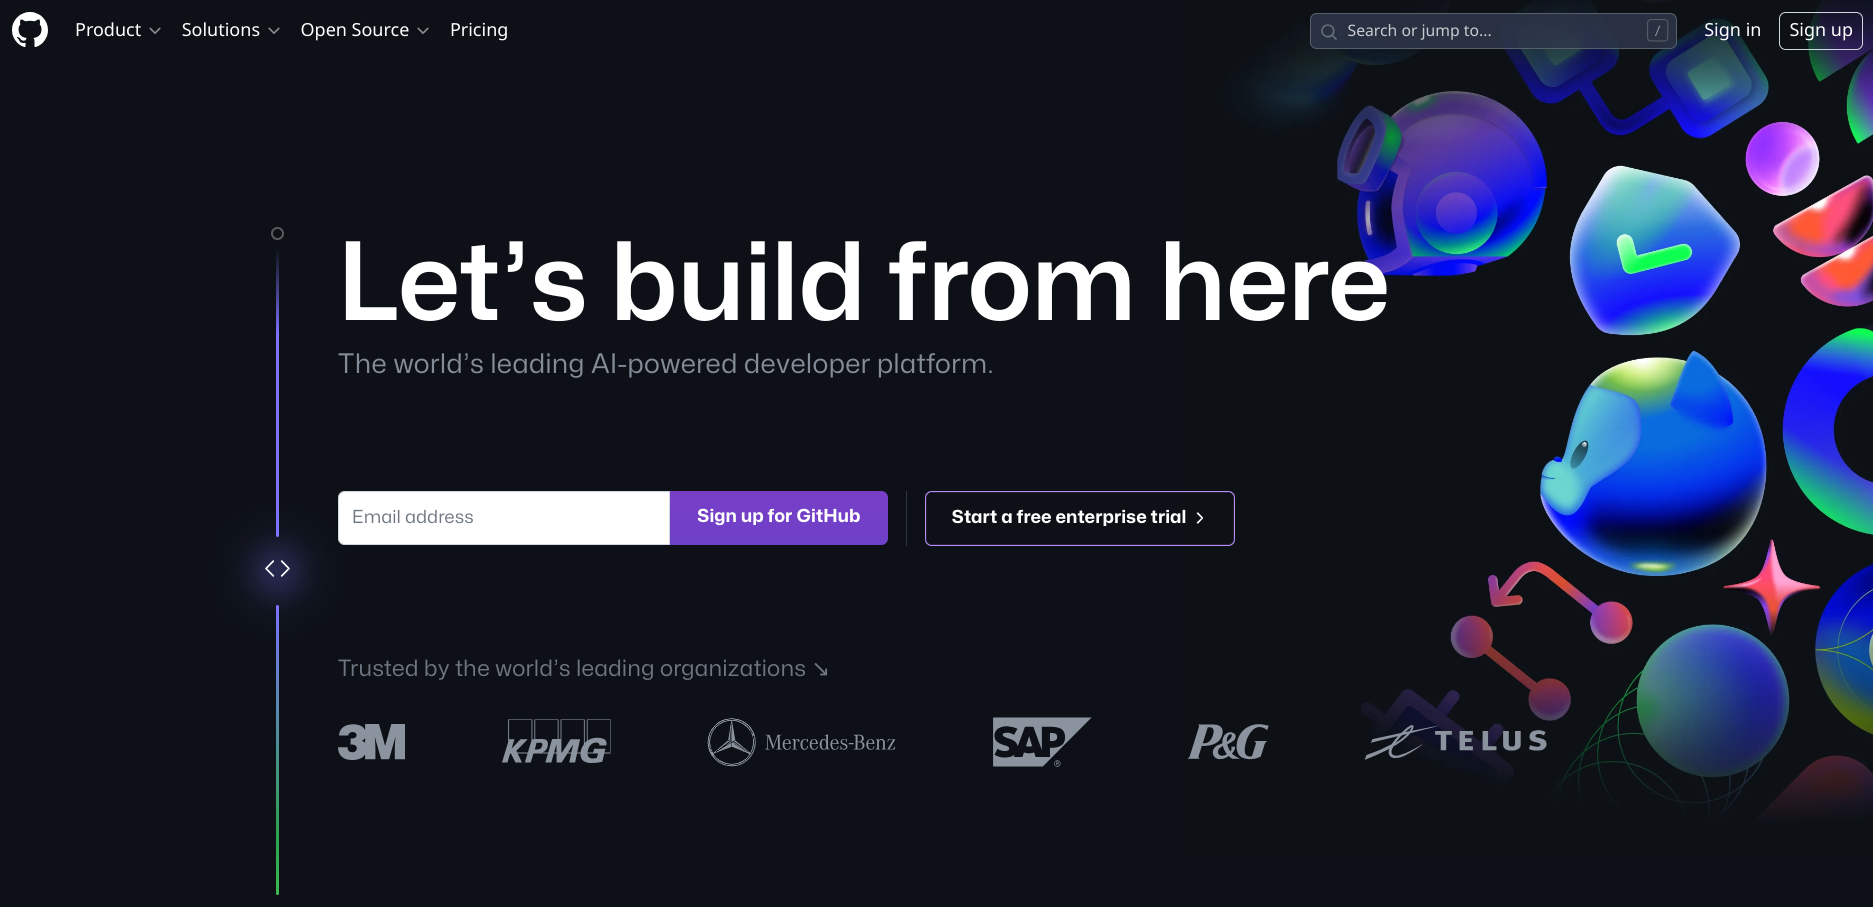 Product Solutions Open Source Pricing Search or jump to... / Sign in Sign up
Let’s build from here
The world’s leading AI-powered developer platform.
Email address Sign up for GitHub Start a free enterprise trial
Trusted by the world’s leading organizations ↘
3M KPMG Mercedes-Benz SAP ® P&G TELUS